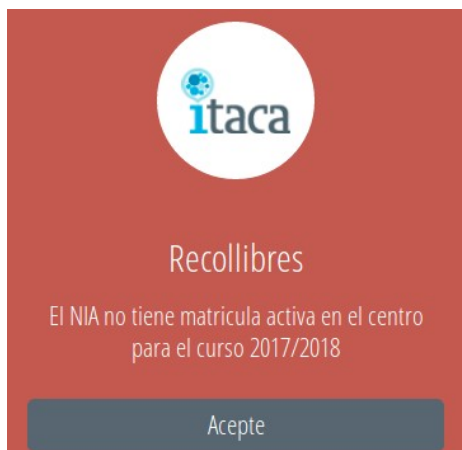 itaca
Recollibres
El NIA no tiene matricula activa en el centro
para el curso 2017/2018
Acepte